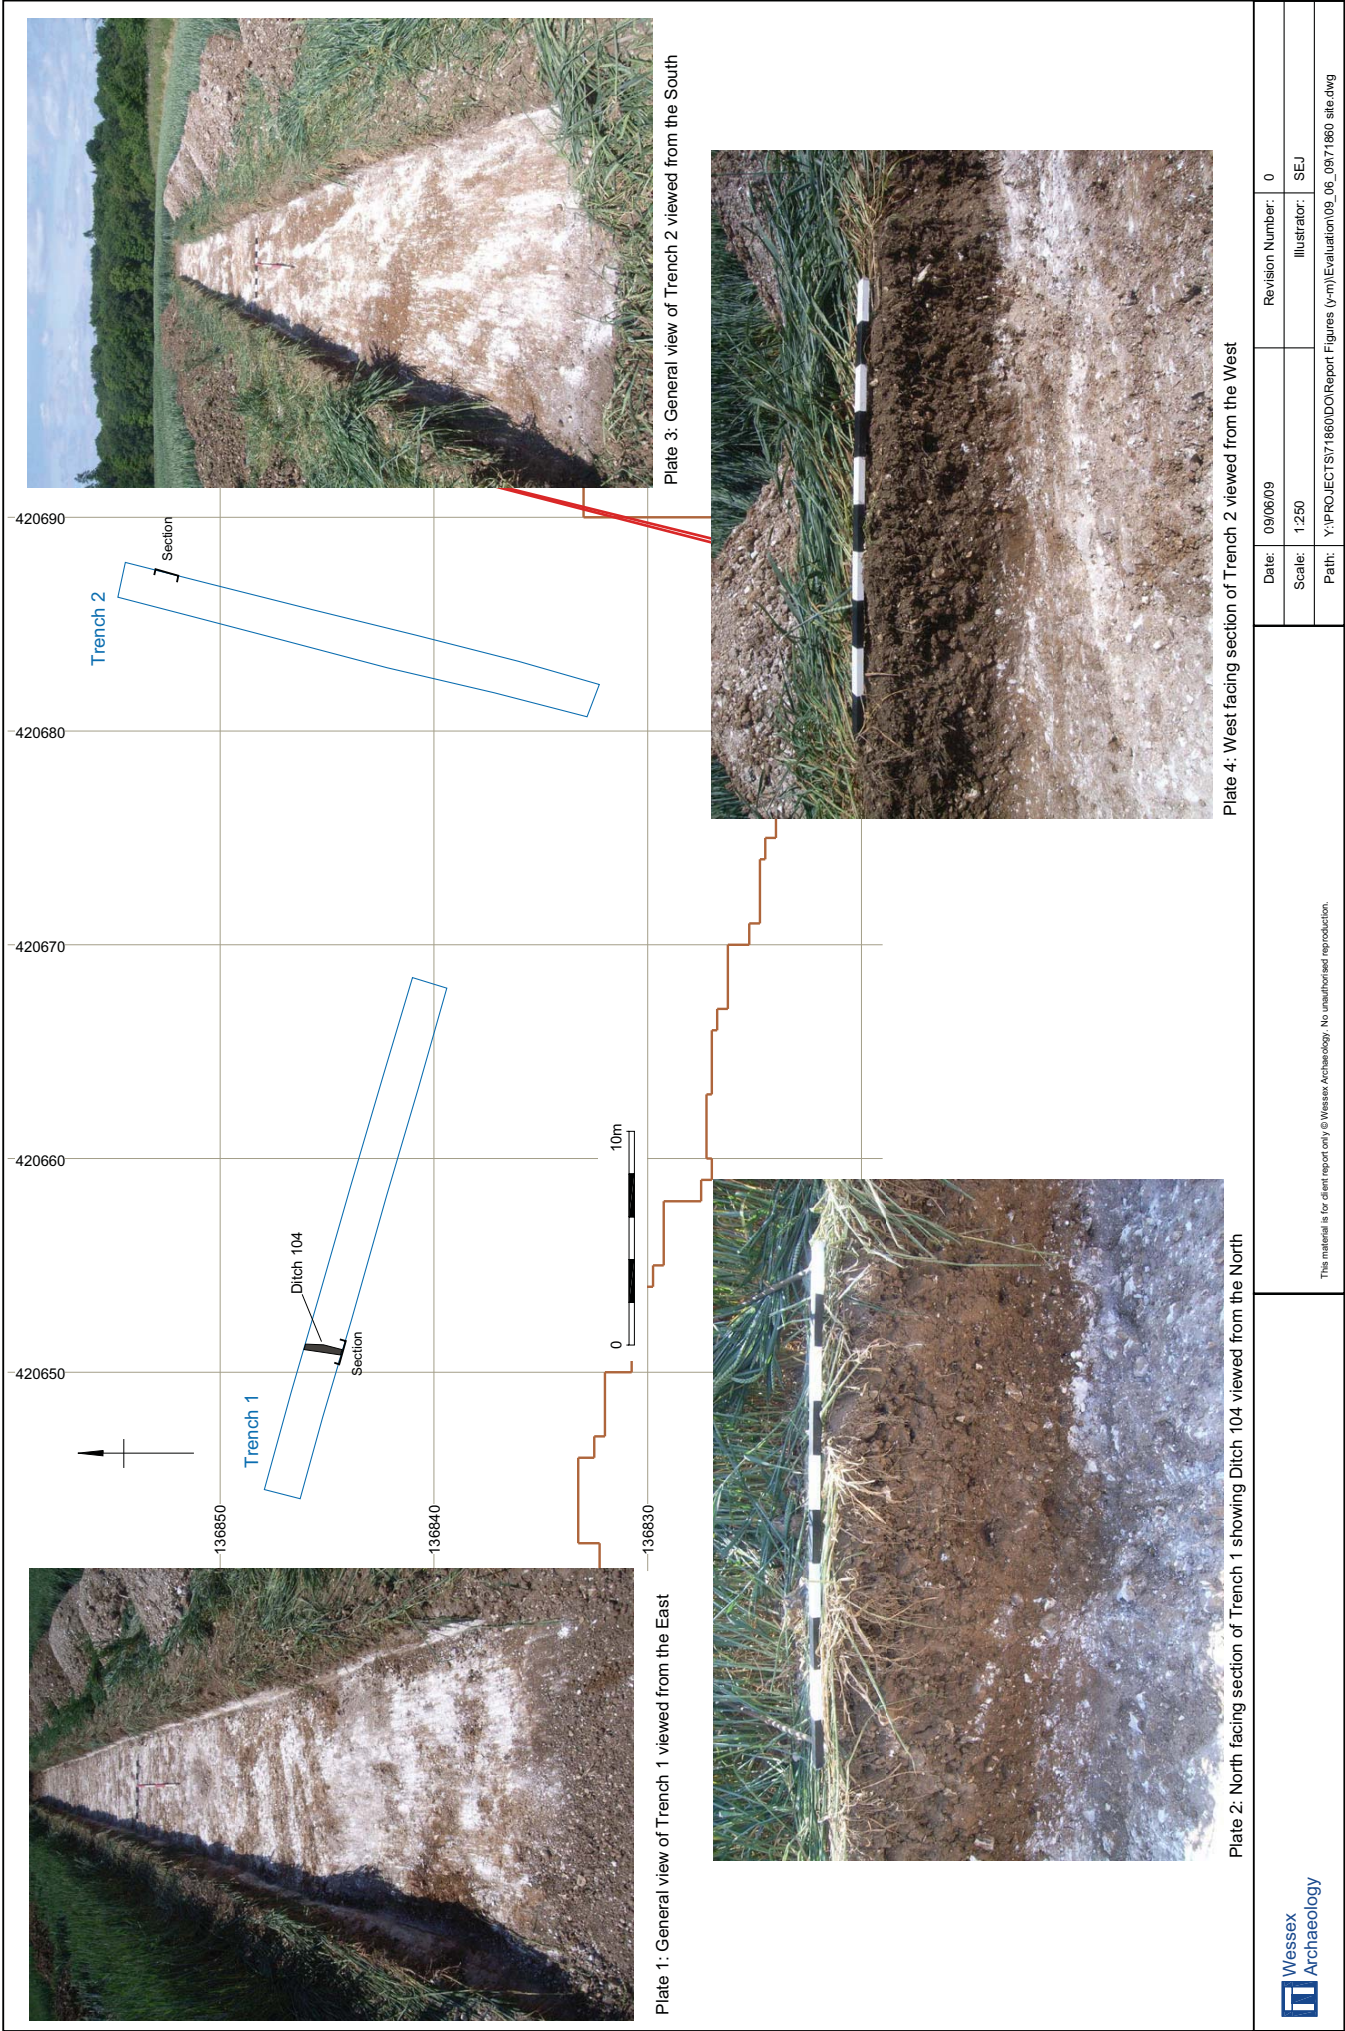 Plate 1: General view of Trench 1 viewed from the East
Plate 3: General view of Trench 2 viewed from the South
420650
420660
420670
420680
420690
136850
136840
136830
Trench 1
Ditch 104
Section
Trench 2
Section
0
10m
Plate 2: North facing section of Trench 1 showing Ditch 104 viewed from the North
Plate 4: West facing section of Trench 2 viewed from the West
Wessex
Archaeology
This material is for client report only © Wessex Archaeology. No unauthorised reproduction.
Date: 09/06/09 Revision Number: 0
Scale: 1:250 Illustrator: SEJ
Path: Y:\PROJECTS\71860\DO\Report Figures (y-m)\Evaluation\09_06_09\71860 site.dwg